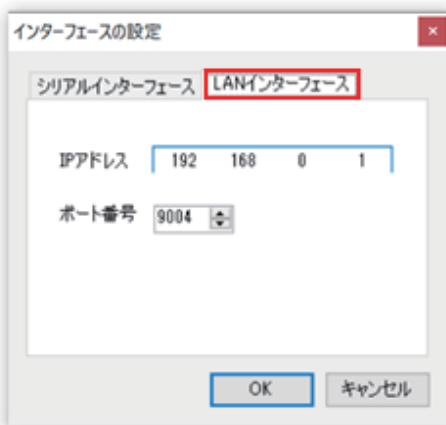 インターフェースの設定
シリアルインターフェース LANインターフェース
IPアドレス 192 168 0 1
ポート番号 9004
OK キャンセル